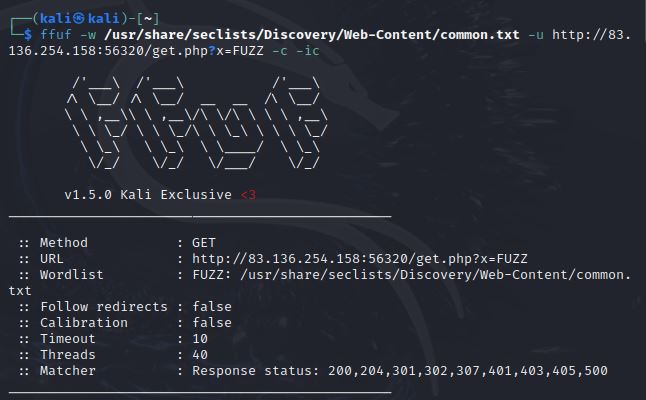 ┌──(kali㉿kali)-[~]
└─$ ffuf -w /usr/share/seclists/Discovery/Web-Content/common.txt -u http://83.
136.254.158:56320/get.php?x=FUZZ -c -ic

        /'___\  /'___\           /'___\
       /\ \__/ /\ \__/  __  __  /\ \__/
       \ \ ,__\\ \ ,__\/\ \/\ \ \ \ ,__\
        \ \ \_/ \ \ \_/\ \ \_\ \ \ \ \_/
         \ \_\   \ \_\  \ \____/  \ \_\
          \/_/    \/_/   \/___/    \/_/

       v1.5.0 Kali Exclusive <3
________________________________________________

 :: Method           : GET
 :: URL              : http://83.136.254.158:56320/get.php?x=FUZZ
 :: Wordlist         : FUZZ: /usr/share/seclists/Discovery/Web-Content/common.
txt
 :: Follow redirects : false
 :: Calibration      : false
 :: Timeout          : 10
 :: Threads          : 40
 :: Matcher          : Response status: 200,204,301,302,307,401,403,405,500
________________________________________________